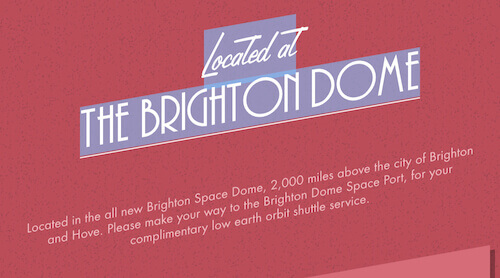 Located at
THE BRIGHTON DOME
Located in the all new Brighton Space Dome, 2,000 miles above the city of Brighton
and Hove. Please make your way to the Brighton Dome Space Port, for your
complimentary low earth orbit shuttle service.